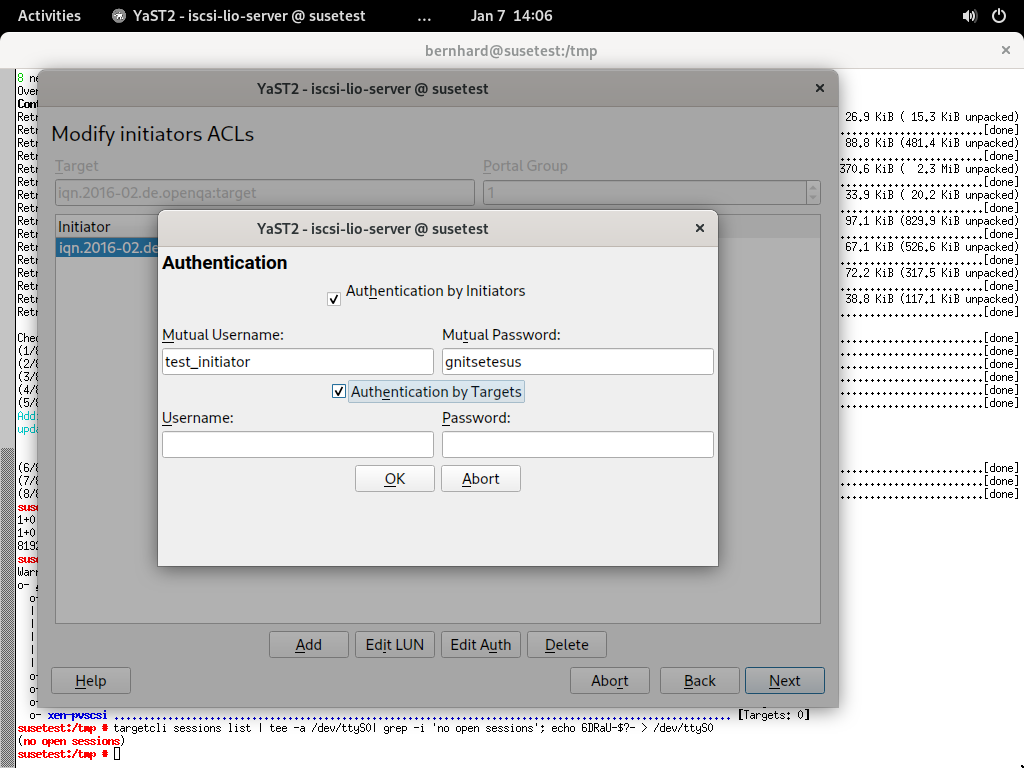 Activities YaST2 - iscsi-lio-server @ susetest ... Jan 7 14:06
bernhard@susetest:/tmp
8
YaST2 - iscsi-lio-server @ susetest
Modify initiators ACLs
Target Portal Group
iqn.2016-02.de.openqa:target 1
Initiator
iqn.2016-02.de
YaST2 - iscsi-lio-server @ susetest
Authentication
Authentication by Initiators
Mutual Username: Mutual Password:
test_initiator gnitsetesus
Authentication by Targets
Username: Password:
OK Abort
Add Edit LUN Edit Auth Delete
Help Abort Back Next
26.9 KiB ( 15.3 KiB unpacked)
[done]
88.8 KiB (481.4 KiB unpacked)
[done]
370.6 KiB ( 2.3 MiB unpacked)
[done]
33.9 KiB ( 20.2 KiB unpacked)
[done]
97.1 KiB (829.9 KiB unpacked)
[done]
67.1 KiB (526.6 KiB unpacked)
[done]
72.2 KiB (317.5 KiB unpacked)
[done]
38.8 KiB (117.1 KiB unpacked)
[done]
[done]
[done]
[done]
[done]
[done]
[done]
[done]
[done]
[done]
1+0
1+0
8192
o- xen-pvscsi [Targets: 0]
susetest:/tmp # targetcli sessions list | tee -a /dev/ttyS0| grep -i 'no open sessions'; echo 6DRaU-$?- > /dev/ttyS0
(no open sessions)
susetest:/tmp #